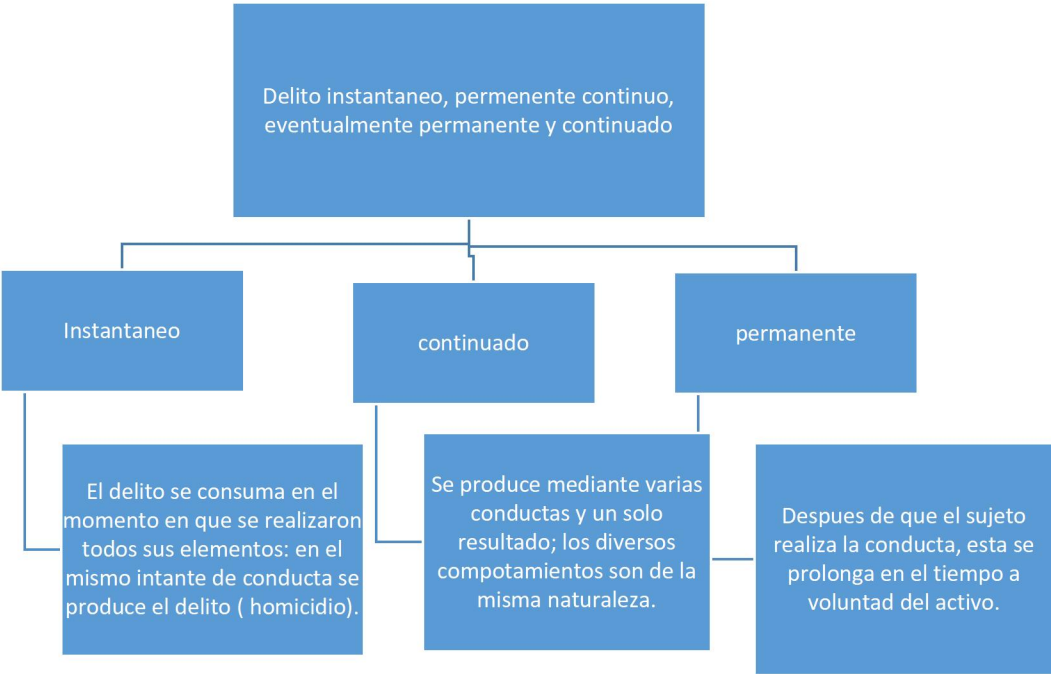 Delito instantaneo, permenente continuo,
eventualmente permanente y continuado
Instantaneo
continuado
permanente
El delito se consuma en el
momento en que se realizaron
todos sus elementos: en el
mismo intante de conducta se
produce el delito ( homicidio).
Se produce mediante varias
conductas y un solo
resultado; los diversos
compotamientos son de la
misma naturaleza.
Despues de que el sujeto
realiza la conducta, esta se
prolonga en el tiempo a
voluntad del activo.